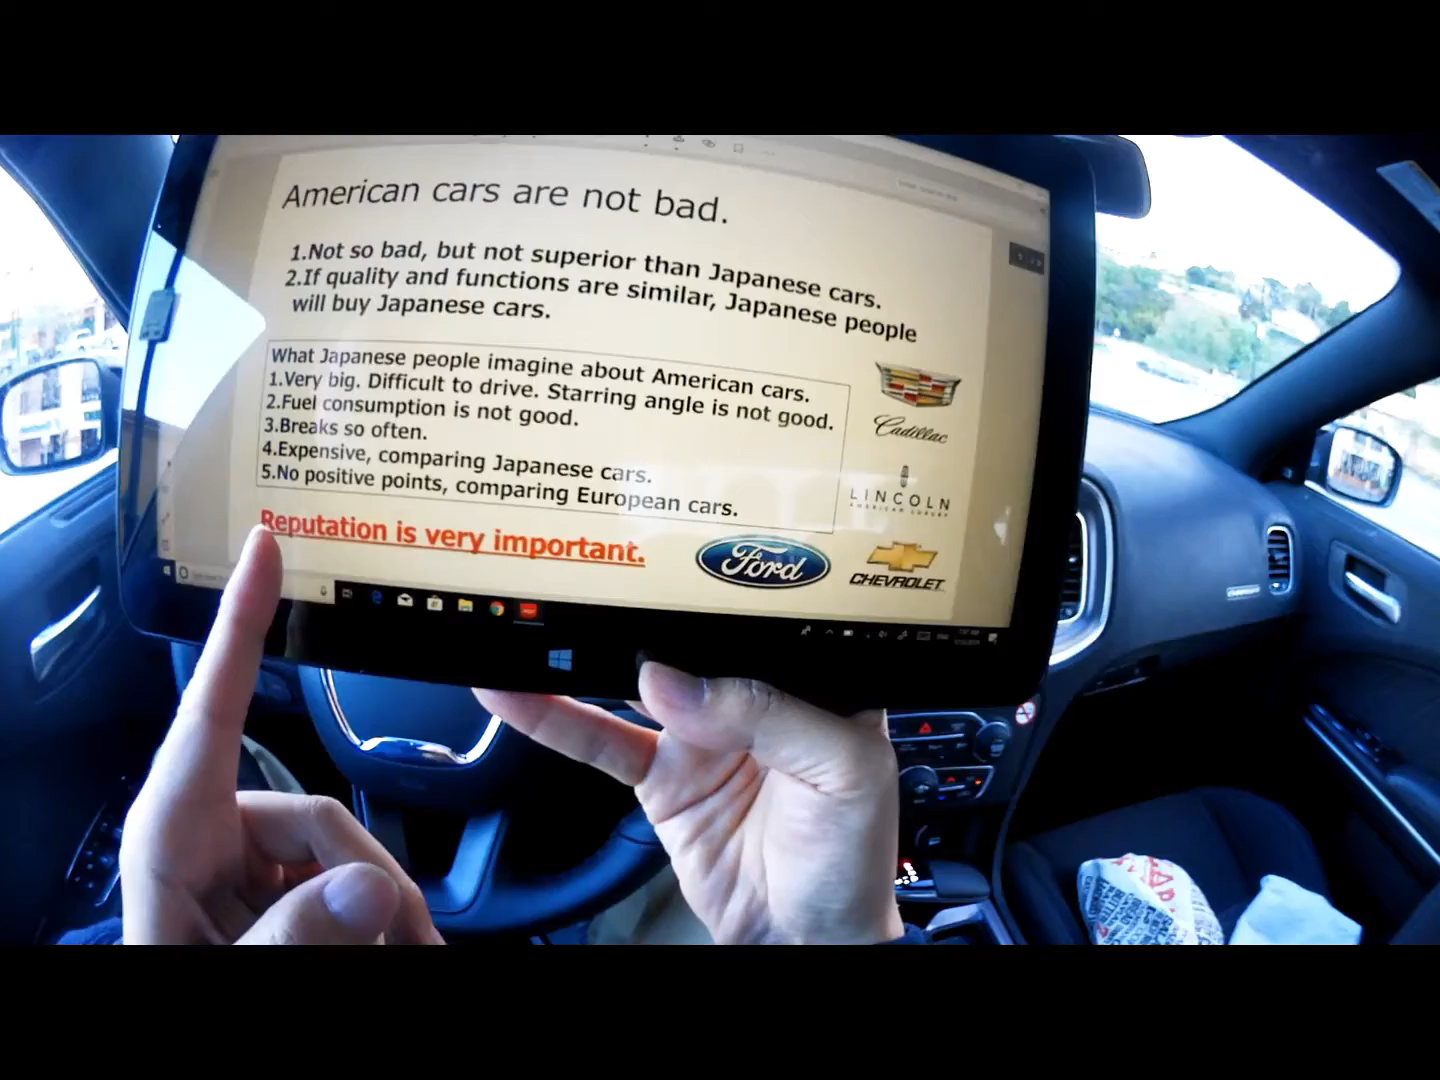 American cars are not bad.
1.Not so bad, but not superior than Japanese cars.
2.If quality and functions are similar, Japanese people
will buy Japanese cars.
What Japanese people imagine about American cars.
1.Very big. Difficult to drive. Starring angle is not good.
2.Fuel consumption is not good.
3.Breaks so often.
4.Expensive, comparing Japanese cars.
5.No positive points, comparing European cars.
Reputation is very important.
Cadillac
LINCOLN
Ford
CHEVROLET